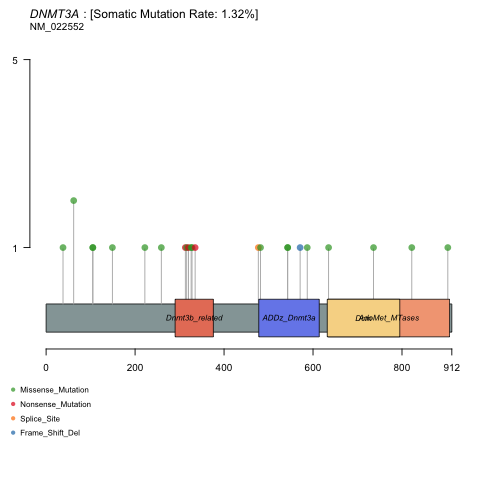 DNMT3A : [Somatic Mutation Rate: 1.32%]
NM_022552
5
1
Dnmt3b_related
ADDz_Dnmt3a
AdoMet_MTases
0 200 400 600 800 912
Missense_Mutation
Nonsense_Mutation
Splice_Site
Frame_Shift_Del